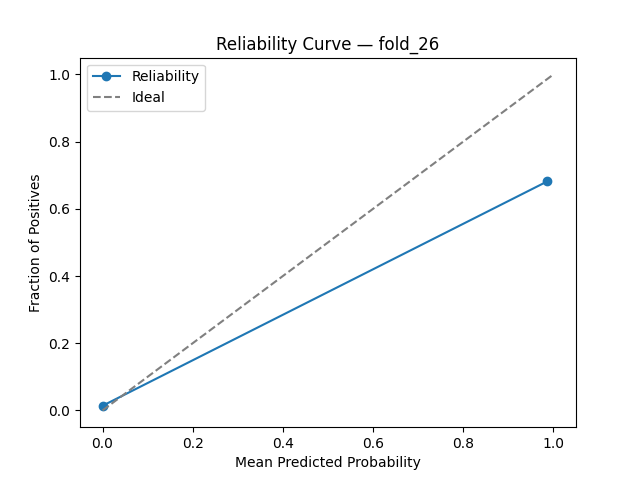 Reliability Curve — fold_26
Reliability
Ideal
1.0
0.8
0.6
0.4
0.2
0.0
Fraction of Positives
0.0 0.2 0.4 0.6 0.8 1.0
Mean Predicted Probability